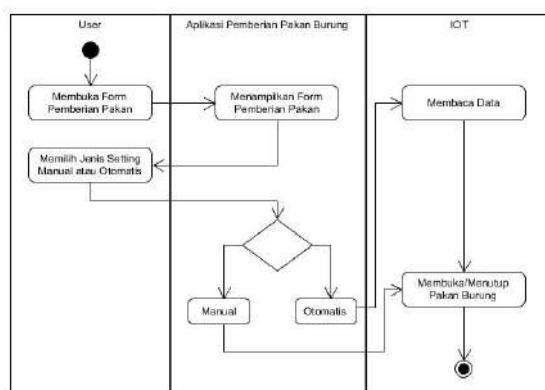 User
Aplikasi Pemberian Pakan Burung
IOT
Membuka Form
Pemberian Pakan
Menampilkan Form
Pemberian Pakan
Membaca Data
Memilih Jenis Setting
Manual atau Otomatis
Manual
Otomatis
Membuka/Menutup
Pakan Burung